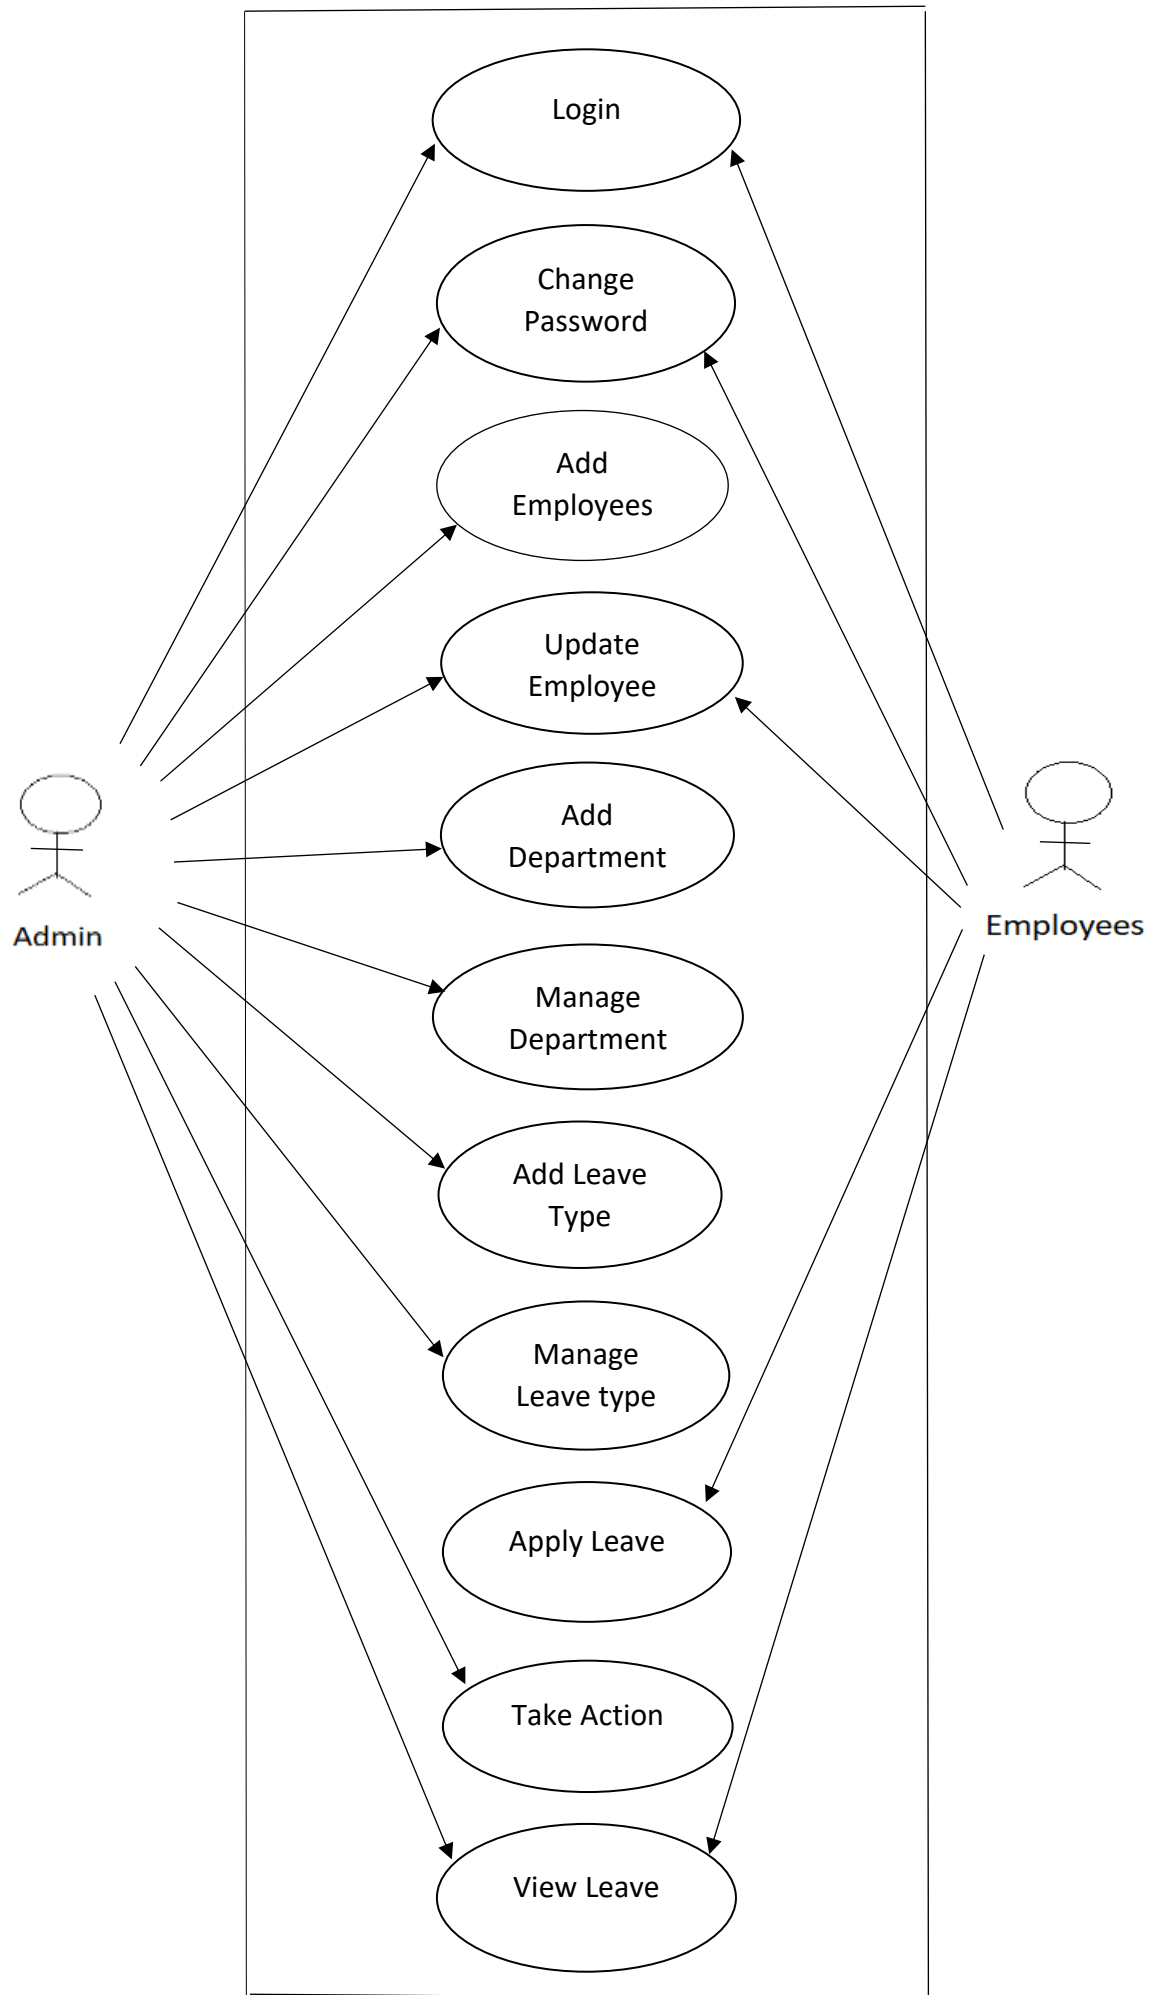 Login
Change
Password
Add
Employees
Update
Employee
Add
Department
Admin
Employees
Manage
Department
Add Leave
Type
Manage
Leave type
Apply Leave
Take Action
View Leave